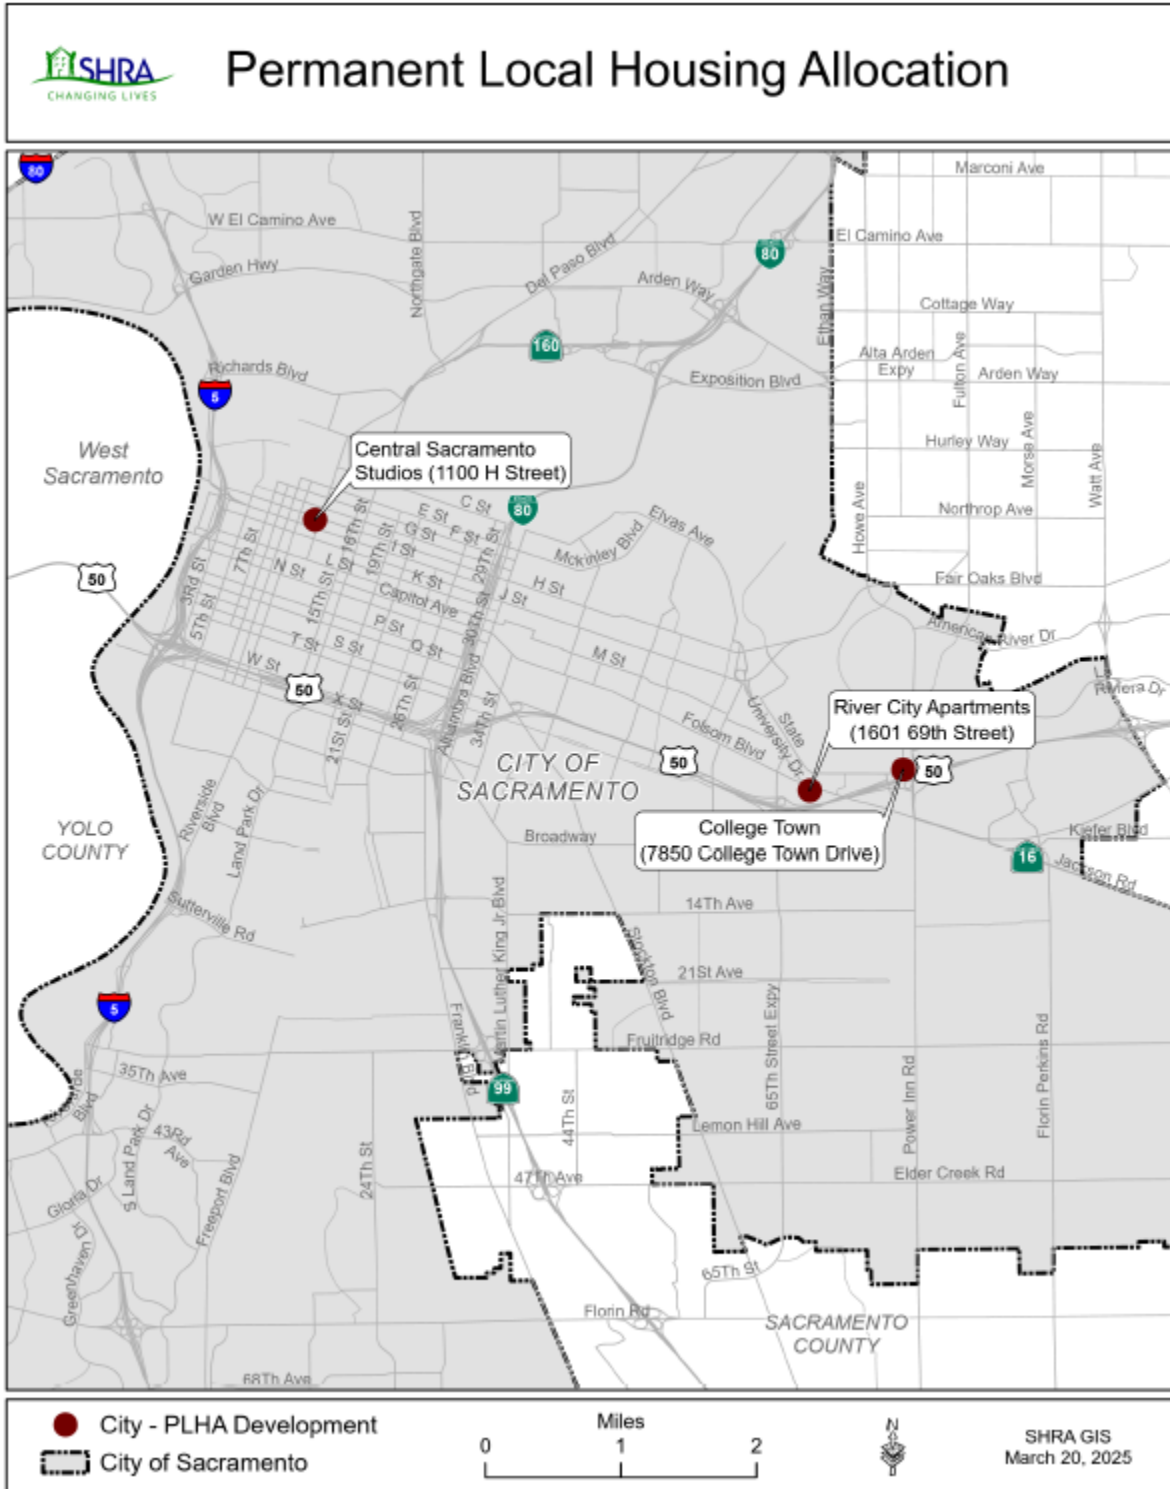 SHRA
CHANGING LIVES
Permanent Local Housing Allocation
80
Marconi Ave
W El Camino Ave
Northgate Blvd
Del Paso Blvd
El Camino Ave
80
Garden Hwy
Arden Way
Ethan Way
Cottage Way
160
Richards Blvd
Alta Arden
Expy
Fulton Ave
Arden Way
Exposition Blvd
5
West
Sacramento
Central Sacramento
Studios (1100 H Street)
Hurley Way
Morse Ave
Watt Ave
Howe Ave
Northrop Ave
C St
E St
F St
G St
I St
80
Elvas Ave
Mckinley Blvd
7Th St
16Th St
19Th St
29Th St
L St
N St
K St
H St
J St
Capitol Ave
50
3Rd St
5Th St
15Th St
30Th St
Fair Oaks Blvd
American River Dr
P St
Q St
T St
S St
W St
M St
50
X St
21St St
26Th St
Alhambra Blvd
34Th St
La
Riviera Dr
River City Apartments
(1601 69th Street)
Folsom Blvd
State
University Dr
50
50
CITY OF
SACRAMENTO
Riverside
Blvd
Land Park Dr
YOLO
COUNTY
Broadway
College Town
(7850 College Town Drive)
Kiefer Blvd
16
Jackson Rd
Sutterville Rd
14Th Ave
Martin Luther King Jr Blvd
Stockton Blvd
21St Ave
5
Franklin Blvd
Fruitridge Rd
65Th Street Expy
Power Inn Rd
Florin Perkins Rd
35Th Ave
Blvd
99
44Th St
Lemon Hill Ave
43Rd
Ave
S Land Park Dr
24Th St
47Th Ave
Elder Creek Rd
Gloria Dr
Freeport Blvd
Greenhaven Dr
65Th St
Florin Rd
SACRAMENTO
COUNTY
68Th Ave
City - PLHA Development
City of Sacramento
Miles
0 1 2
N
SHRA GIS
March 20, 2025